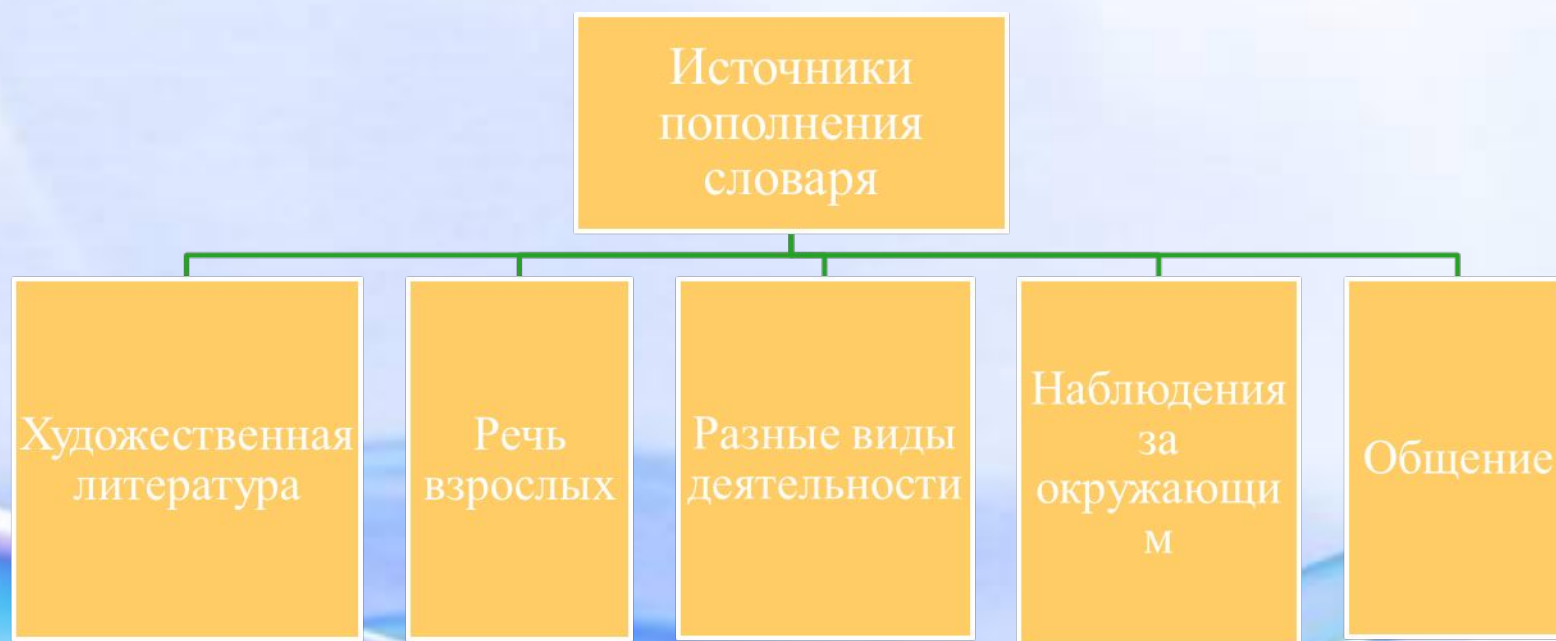 Источники
пополнения
словаря
Художественная
литература
Речь
взрослых
Разные виды
деятельности
Наблюдения
за
окружающи
м
Общение